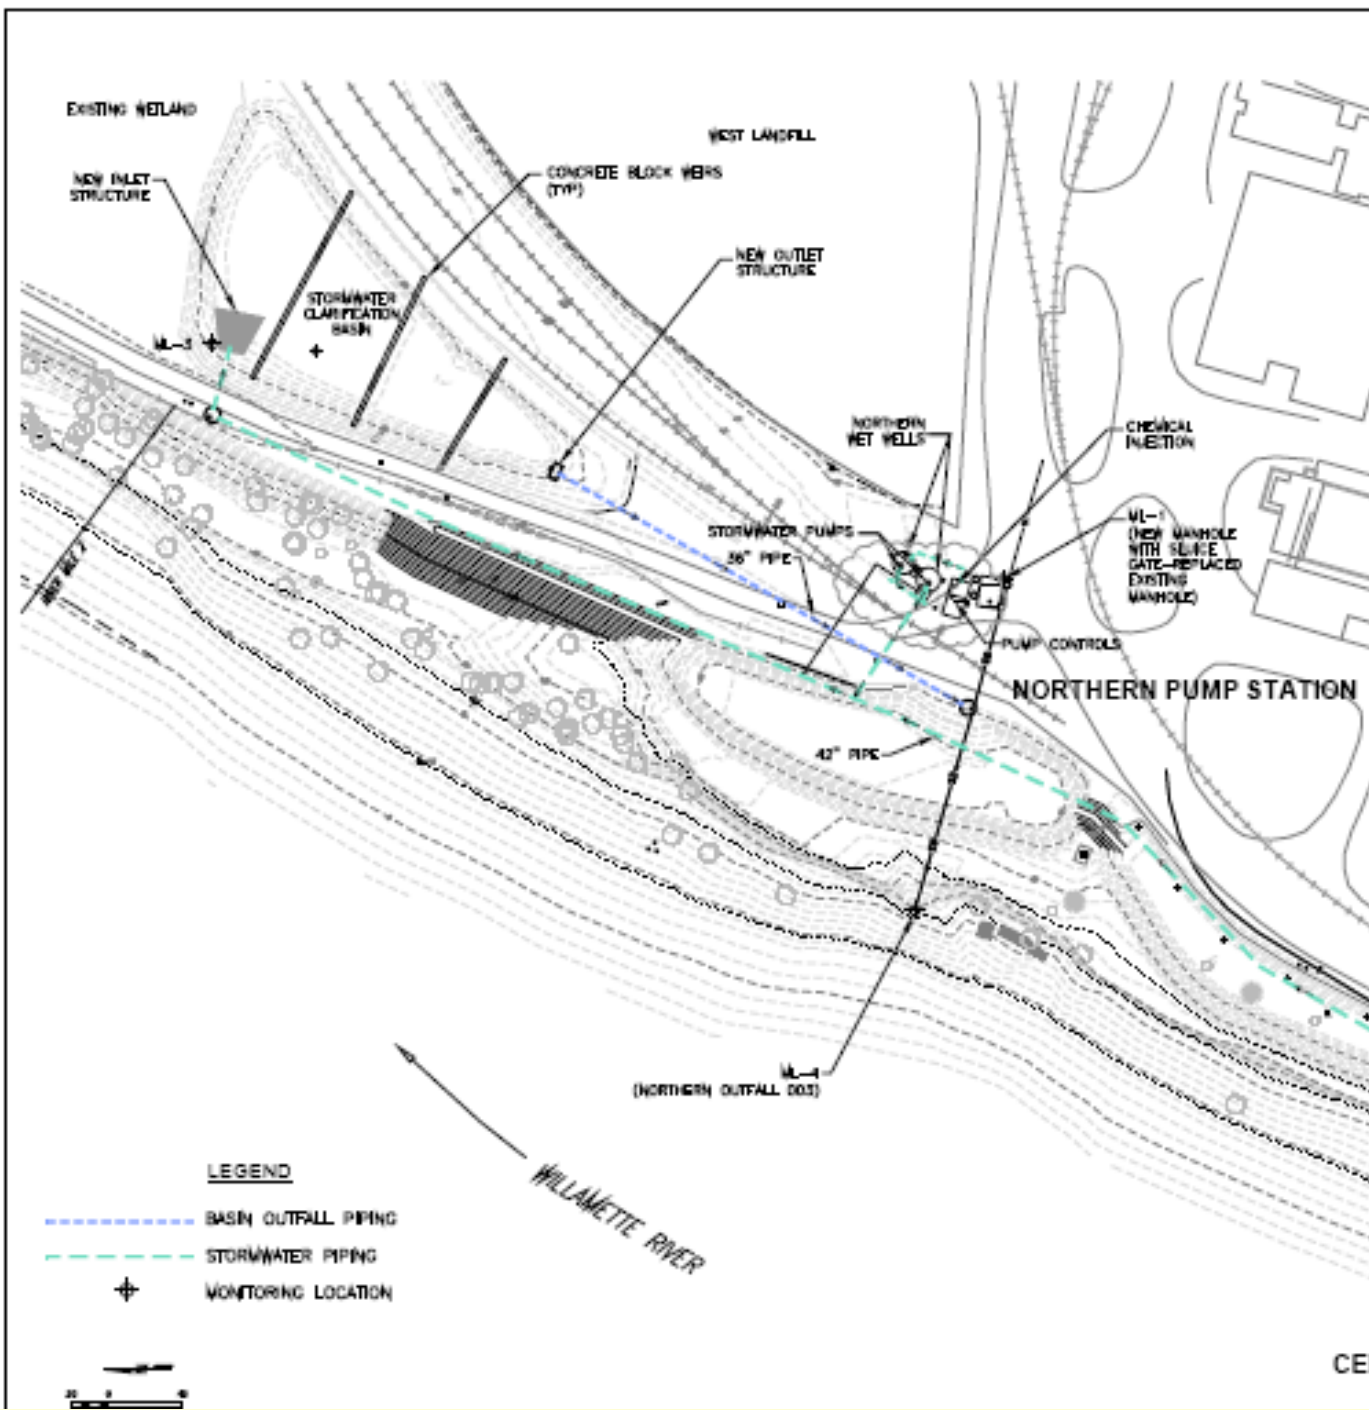 EXISTING WETLAND
WEST LANDFILL
NEW INLET
STRUCTURE
CONCRETE BLOCK WEIRS
(TYP)
NEW OUTLET
STRUCTURE
STORMWATER
CLARIFICATION
BASIN
ML-3
NORTHERN
WET WELLS
CHEMICAL
INJECTION
STORMWATER PUMPS
36" PIPE
ML-1
(NEW MANHOLE
WITH SLUICE
GATE-REPLACED
EXISTING
MANHOLE)
PUMP CONTROLS
NORTHERN PUMP STATION
42" PIPE
ML-4
(NORTHERN OUTFALL 003)
WILLAMETTE RIVER
LEGEND
BASIN OUTFALL PIPING
STORMWATER PIPING
MONITORING LOCATION
CE